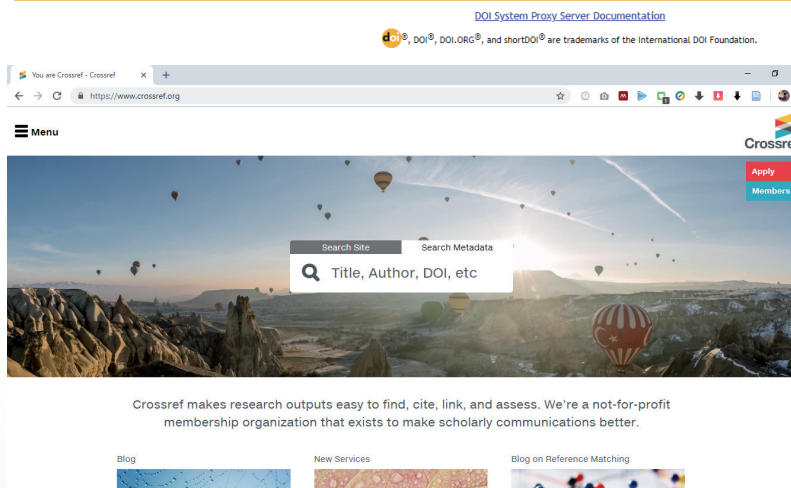 DOI System Proxy Server Documentation
doi®, DOI®, DOI.ORG®, and shortDOI® are trademarks of the International DOI Foundation.
You are Crossref - Crossref
https://www.crossref.org
Menu
Crossre
Apply
Members
Search Site
Search Metadata
Title, Author, DOI, etc
Crossref makes research outputs easy to find, cite, link, and assess. We're a not-for-profit
membership organization that exists to make scholarly communications better.
Blog
New Services
Blog on Reference Matching